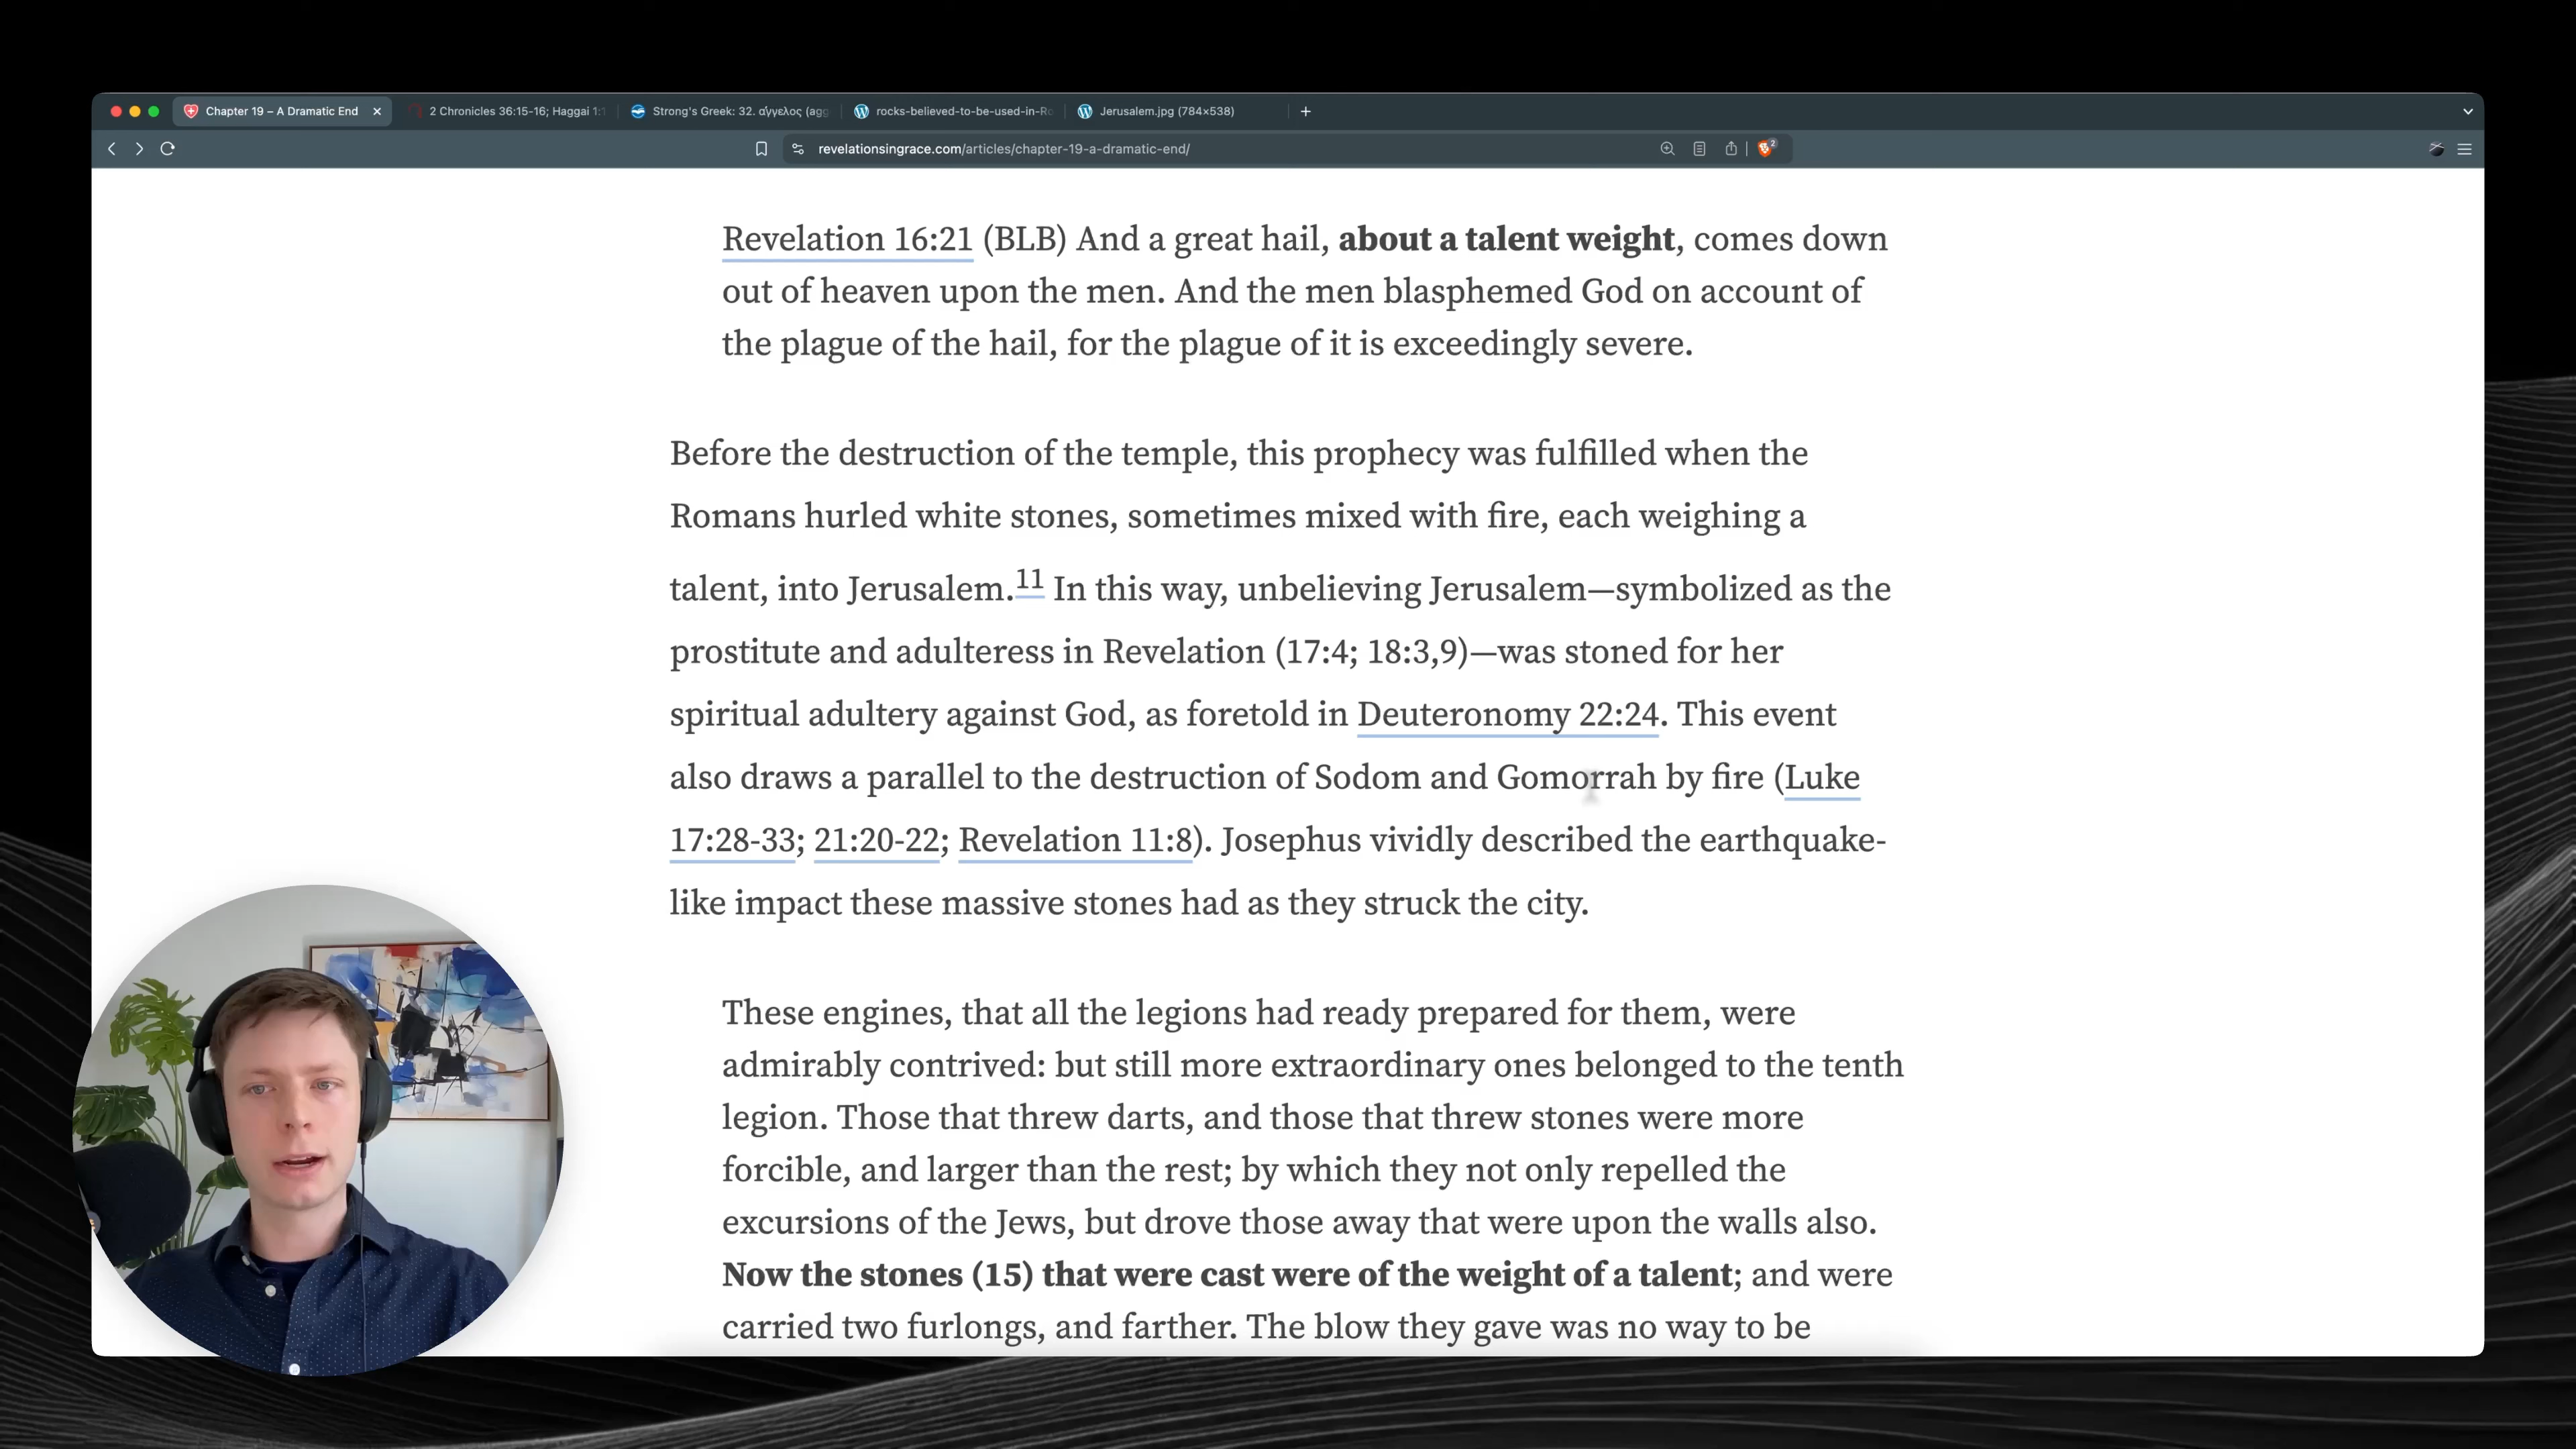 Chapter 19 – A Dramatic End
2 Chronicles 36:15-16; Haggai 1:1
Strong's Greek: 32. ἄγγελος (agg
rocks-believed-to-be-used-in-Ro
Jerusalem.jpg (784×538)
revelationsingrace.com/articles/chapter-19-a-dramatic-end/
2
Revelation 16:21 (BLB) And a great hail, about a talent weight, comes down
out of heaven upon the men. And the men blasphemed God on account of
the plague of the hail, for the plague of it is exceedingly severe.
Before the destruction of the temple, this prophecy was fulfilled when the
Romans hurled white stones, sometimes mixed with fire, each weighing a
talent, into Jerusalem.11 In this way, unbelieving Jerusalem—symbolized as the
prostitute and adulteress in Revelation (17:4; 18:3,9)—was stoned for her
spiritual adultery against God, as foretold in Deuteronomy 22:24. This event
also draws a parallel to the destruction of Sodom and Gomorrah by fire (Luke
17:28-33; 21:20-22; Revelation 11:8). Josephus vividly described the earthquake-
like impact these massive stones had as they struck the city.
These engines, that all the legions had ready prepared for them, were
admirably contrived: but still more extraordinary ones belonged to the tenth
legion. Those that threw darts, and those that threw stones were more
forcible, and larger than the rest; by which they not only repelled the
excursions of the Jews, but drove those away that were upon the walls also.
Now the stones (15) that were cast were of the weight of a talent; and were
carried two furlongs, and farther. The blow they gave was no way to be